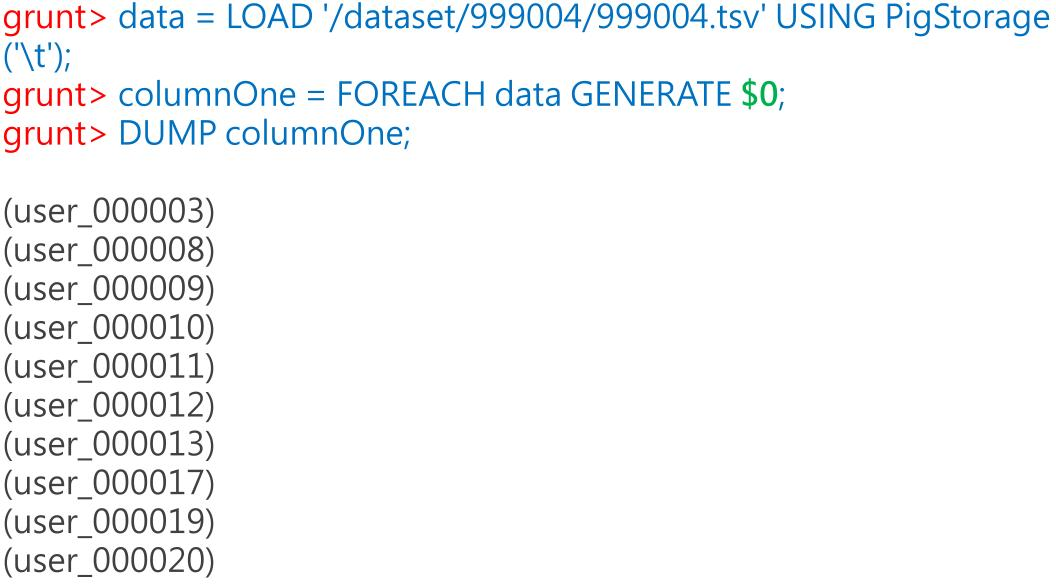 grunt> data = LOAD '/dataset/999004/999004.tsv' USING PigStorage
('\t');
grunt> columnOne = FOREACH data GENERATE $0;
grunt> DUMP columnOne;
(user_000003)
(user_000008)
(user_000009)
(user_000010)
(user_000011)
(user_000012)
(user_000013)
(user_000017)
(user_000019)
(user_000020)